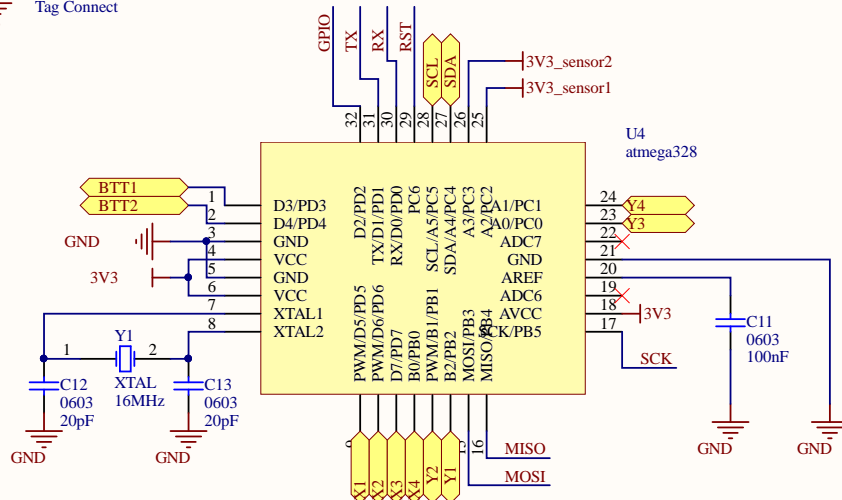 Tag Connect
GPIO
TX
RX
RST
SCL
SDA
3V3_sensor2
3V3_sensor1
32
31
30
29
28
27
26
25
U4
atmega328
D2/PD2
TX/D1/PD1
RX/D0/PD0
PC6
SCL/A5/PC5
SDA/A4/PC4
A3/PC3
A2/PC2
BTT1
1
D3/PD3
BTT2
2
D4/PD4
GND
3
GND
4
VCC
3V3
5
GND
6
VCC
7
XTAL1
8
XTAL2
A1/PC1
24
Y4
A0/PC0
23
Y3
ADC7
22
GND
21
AREF
20
ADC6
19
AVCC
18
3V3
SCK/PB5
17
SCK
C11
0603
100nF
GND
GND
1
Y1
2
XTAL
16MHz
C12
0603
20pF
GND
C13
0603
20pF
GND
PWM/D5/PD5
PWM/D6/PD6
D7/PD7
B0/PB0
PWM/B1/PB1
B2/PB2
MOSI/PB3
MISO/PB4
9
15
16
X1
X2
X3
X4
Y2
Y1
MISO
MOSI